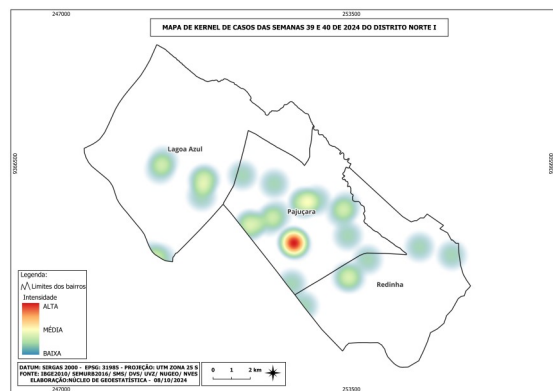 247000
253500
MAPA DE KERNEL DE CASOS DAS SEMANAS 39 E 40 DE 2024 DO DISTRITO NORTE I
Lagoa Azul
Pajuçara
Redinha
Legenda:
Limites dos bairros
Intensidade
ALTA
MÉDIA
BAIXA
DATUM: SIRGAS 2000 - EPSG: 31985 - PROJEÇÃO: UTM ZONA 25 S
FONTE: IBGE2010/ SEMURB2016/ SMS/ DVS/ UVZ/ NUGEO/ NVES
ELABORAÇÃO:NÚCLEO DE GEOESTATÍSTICA - 08/10/2024
0 1 2 km
247000
253500